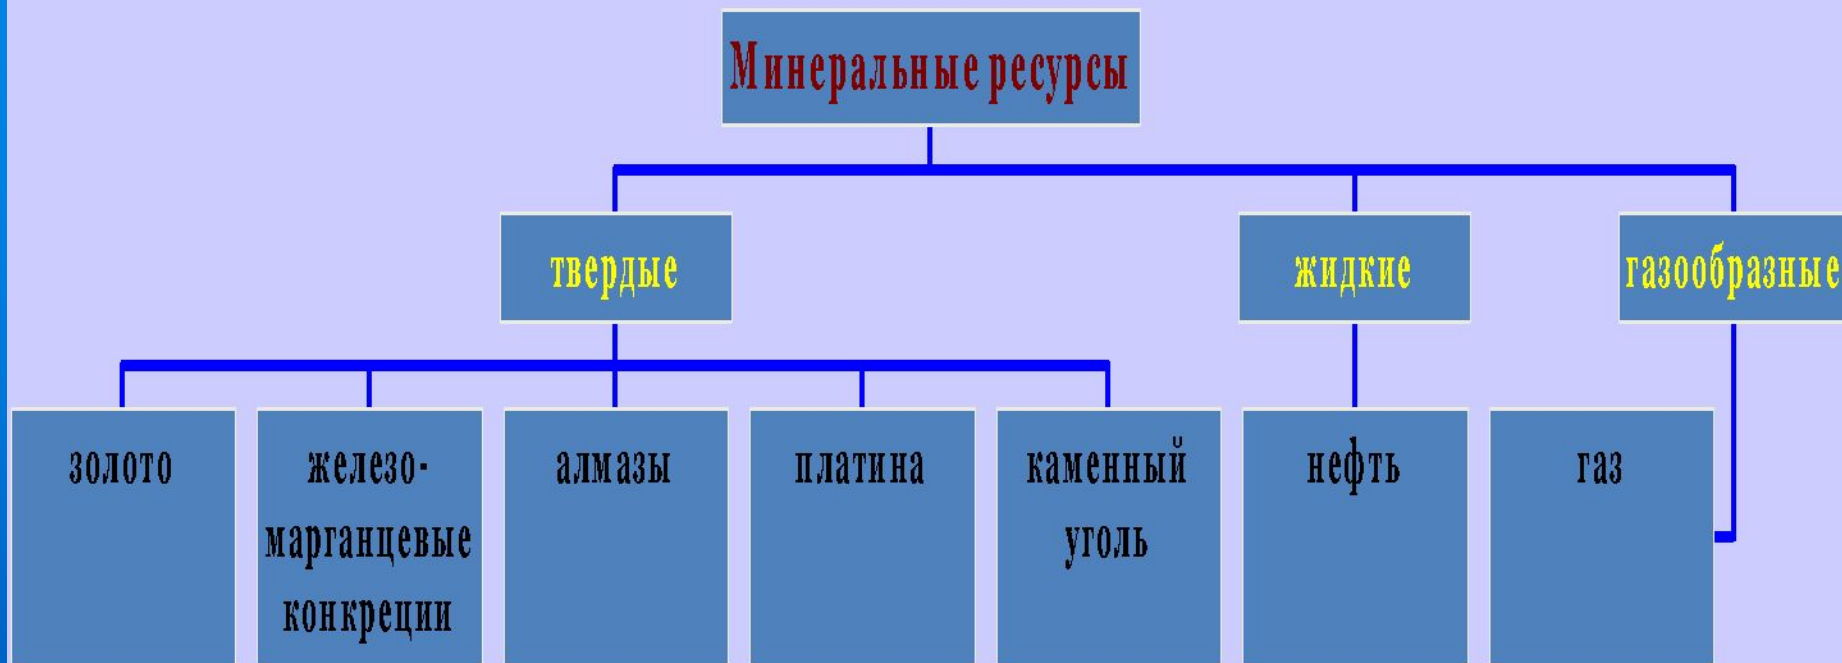 Минеральные ресурсы
твердые
жидкие
газообразные
золото
железо-
марганцевые
конкреции
алмазы
платина
каменный
уголь
нефть
газ